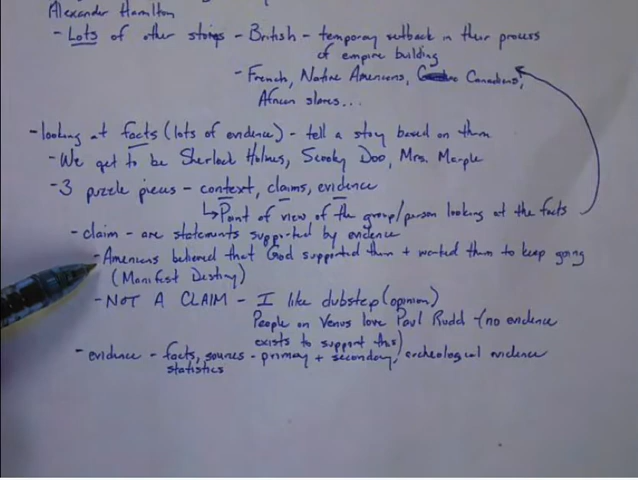 Alexander Hamilton
- Lots of other stories - British - temporary setback in their process
of empire building
- French, Native Americans, Canadians,
African slaves...
- looking at facts (lots of evidence) - tell a story based on them
- We get to be Sherlock Holmes, Scooby Doo, Mrs. Marple
- 3 puzzle pieces - context, claims, evidence
↳ Point of view of the group/person looking at the facts
- claim - are statements supported by evidence
- Americans believed that God supported them + wanted them to keep going
(Manifest Destiny)
- NOT A CLAIM - I like dubstep (opinion)
People on Venus love Paul Rudd - (no evidence
exists to support this)
- evidence - facts, sources - primary + secondary, archeological evidence
statistics